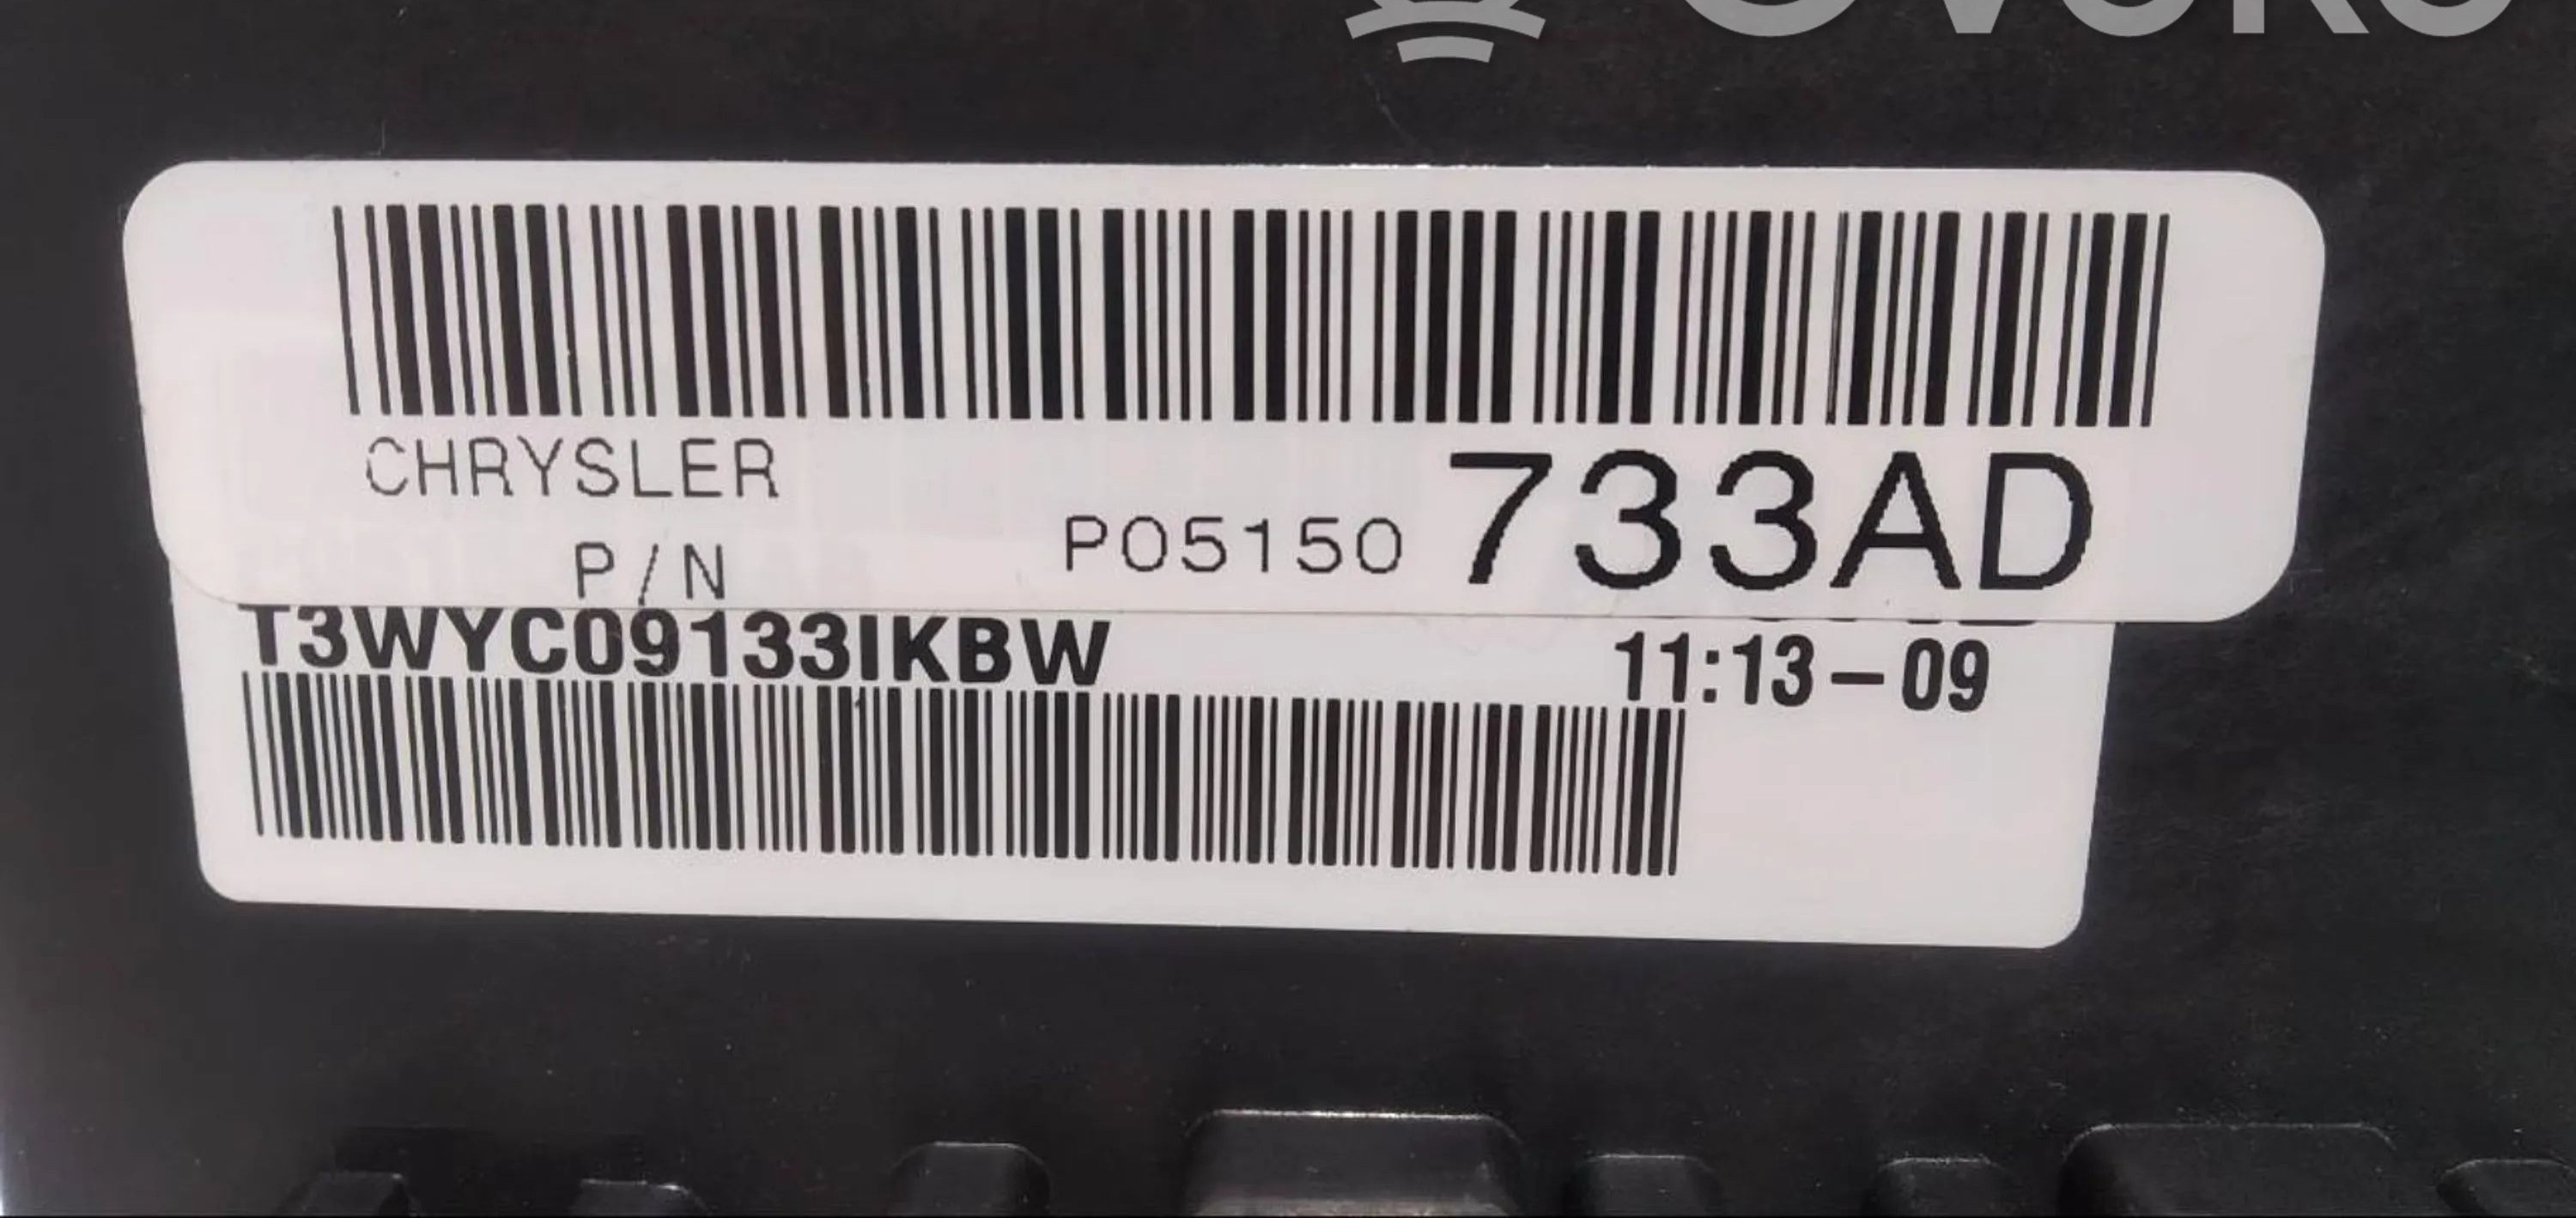 CHRYSLER
P/N P05150 733AD
T3WYC09133IKBW
11:13-09